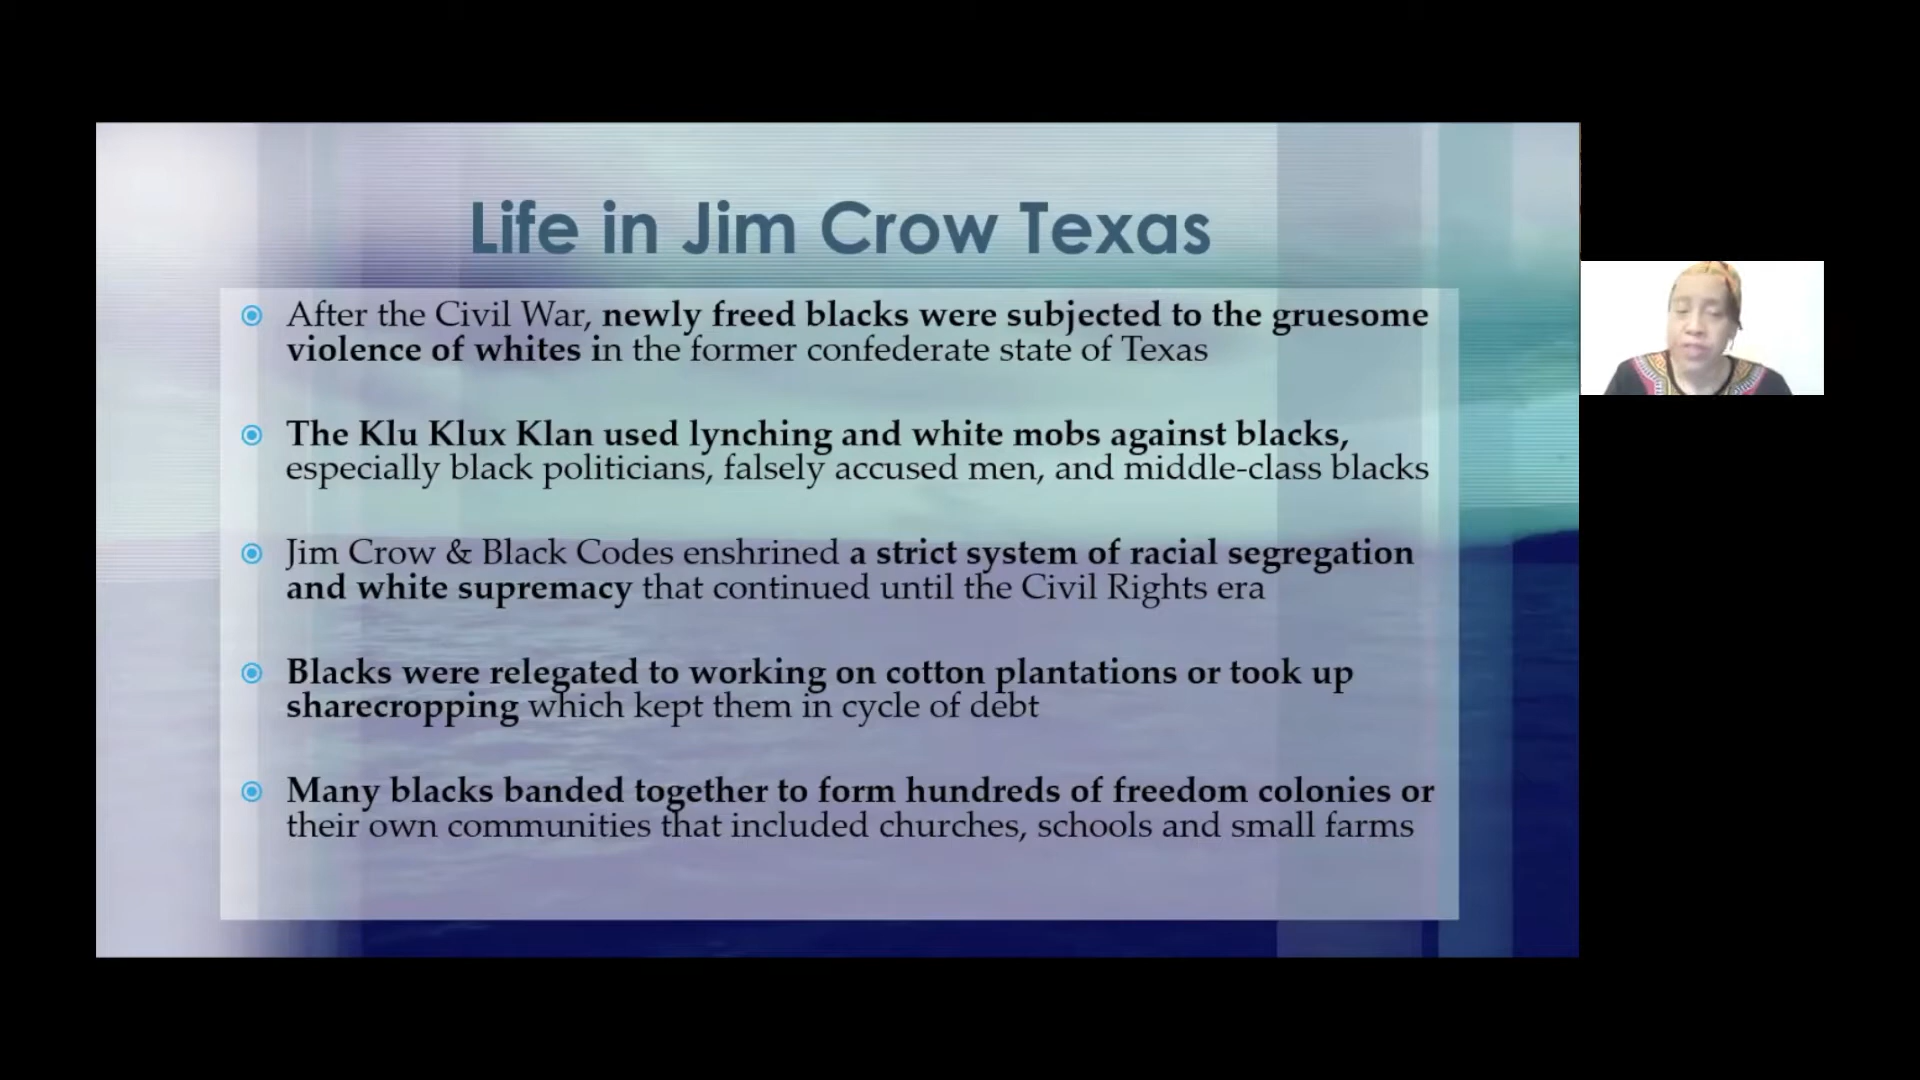 Life in Jim Crow Texas
After the Civil War, newly freed blacks were subjected to the gruesome
violence of whites in the former confederate state of Texas
The Klu Klux Klan used lynching and white mobs against blacks,
especially black politicians, falsely accused men, and middle-class blacks
Jim Crow & Black Codes enshrined a strict system of racial segregation
and white supremacy that continued until the Civil Rights era
Blacks were relegated to working on cotton plantations or took up
sharecropping which kept them in cycle of debt
Many blacks banded together to form hundreds of freedom colonies or
their own communities that included churches, schools and small farms